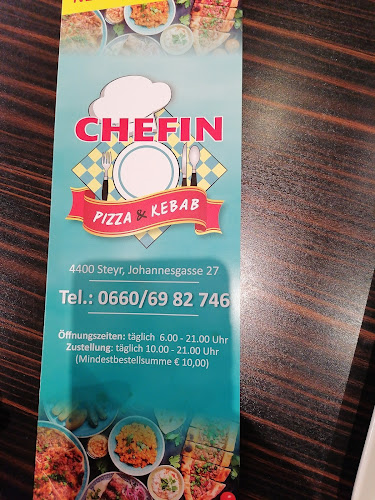 CHEFIN
PIZZA & KEBAB
4400 Steyr, Johannesgasse 27
Tel.: 0660/69 82 746
Öffnungszeiten: täglich 6.00 - 21.00 Uhr
Zustellung: täglich 10.00 - 21.00 Uhr
(Mindestbestellsumme € 10,00)